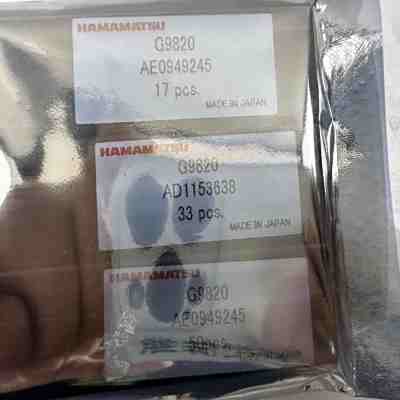 HAMAMATSU
G9820
AE0949245
17 pcs.
MADE IN JAPAN
HAMAMATSU
G9820
AD1153638
33 pcs.
MADE IN JAPAN
HAMAMATSU
G9820
AE0949245
50pcs